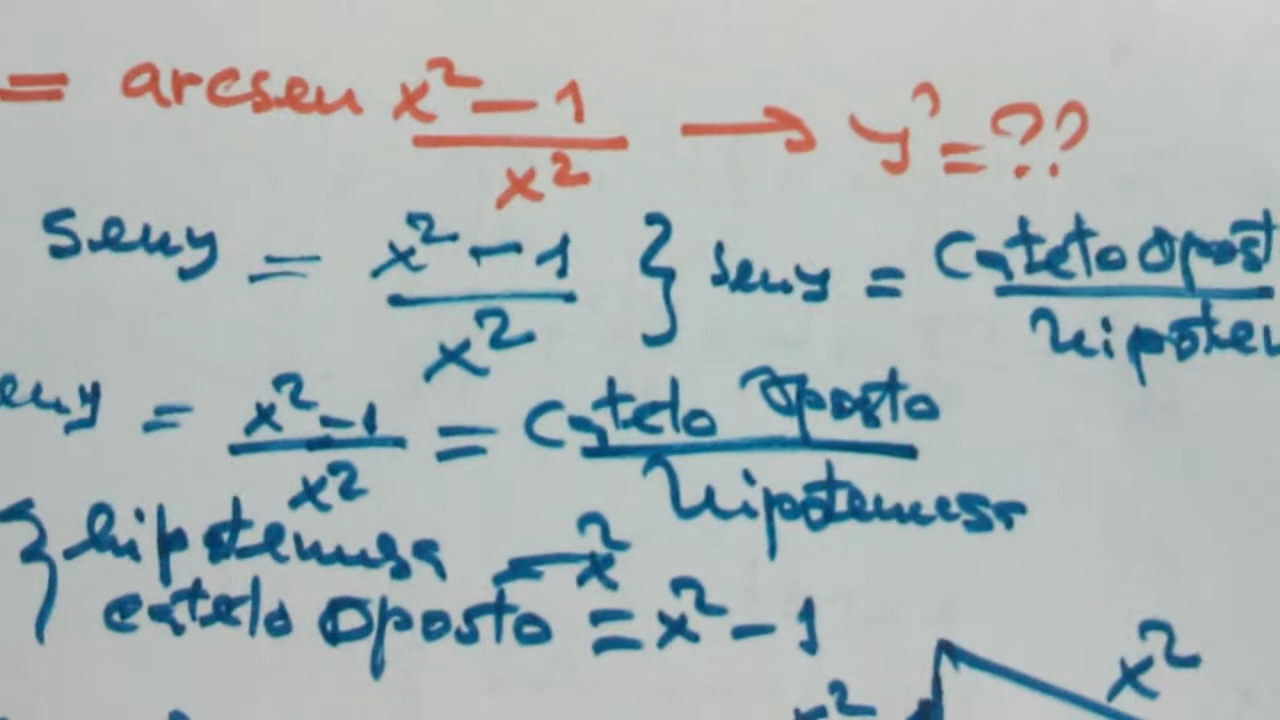 = arcsen x² - 1 / x² → y' = ??
seny = x² - 1 / x² } seny = Cateto opost / hipoten
eny = x² - 1 / x² = Cateto oposto / hipotenusa
{ hipotenusa = x²
cateto oposto = x² - 1
x²
x²